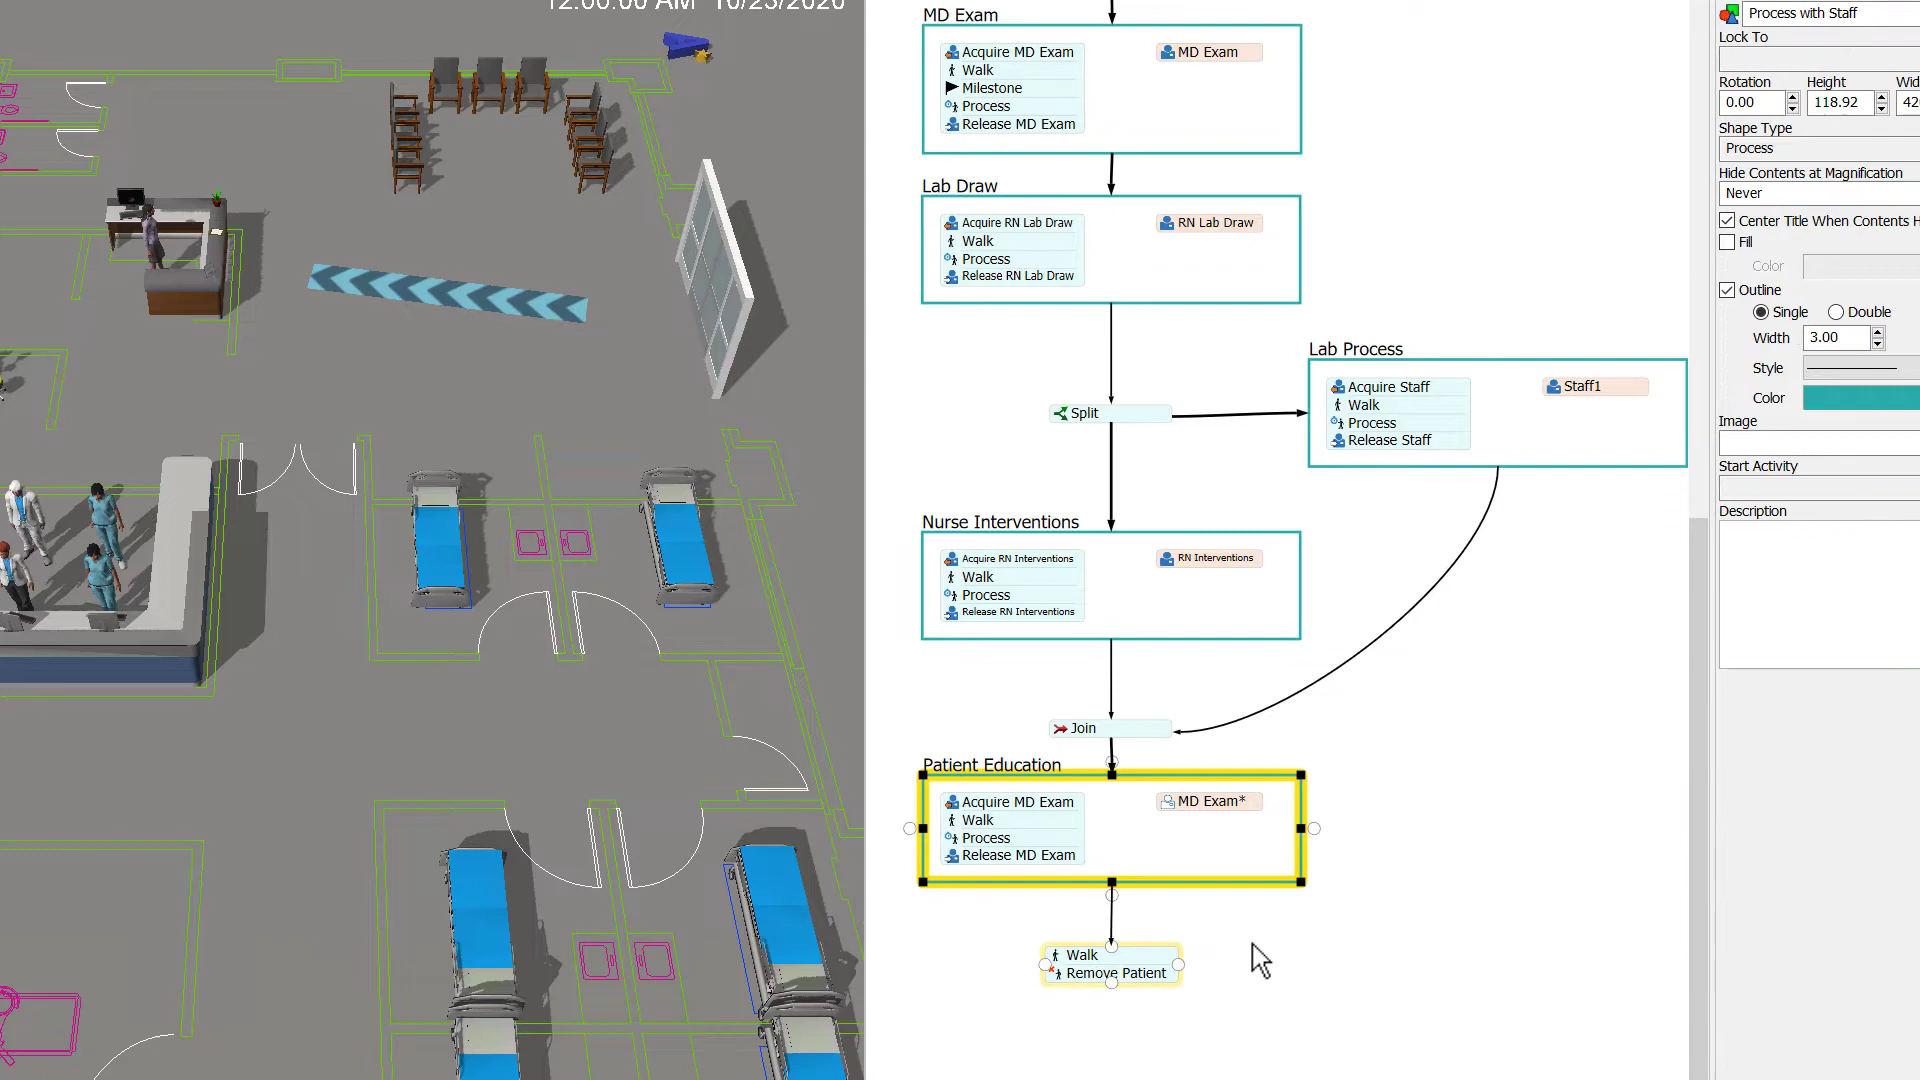 12:00:00 AM 10/23/2020
MD Exam
Acquire MD Exam
Walk
Milestone
Process
Release MD Exam
MD Exam
Lab Draw
Acquire RN Lab Draw
Walk
Process
Release RN Lab Draw
RN Lab Draw
Split
Lab Process
Acquire Staff
Walk
Process
Release Staff
Staff1
Nurse Interventions
Acquire RN Interventions
Walk
Process
Release RN Interventions
RN Interventions
Join
Patient Education
Acquire MD Exam
Walk
Process
Release MD Exam
MD Exam*
Walk
Remove Patient
Process with Staff
Lock To
Rotation Height
0.00 118.92
Shape Type
Process
Hide Contents at Magnification
Never
Center Title When Contents H
Fill
Color
Outline
Single Double
Width 3.00
Style
Color
Image
Start Activity
Description